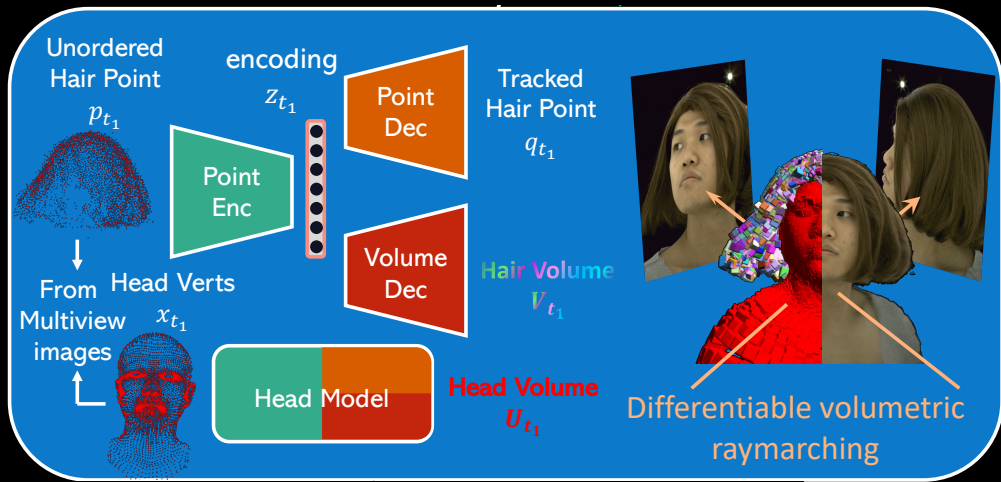 Unordered
Hair Point
p_{t_1}
encoding
z_{t_1}
Point
Enc
Point
Dec
Tracked
Hair Point
q_{t_1}
Volume
Dec
Hair Volume
V_{t_1}
From
Multiview
images
Head Verts
x_{t_1}
Head Model
Head Volume
U_{t_1}
Differentiable volumetric
raymarching